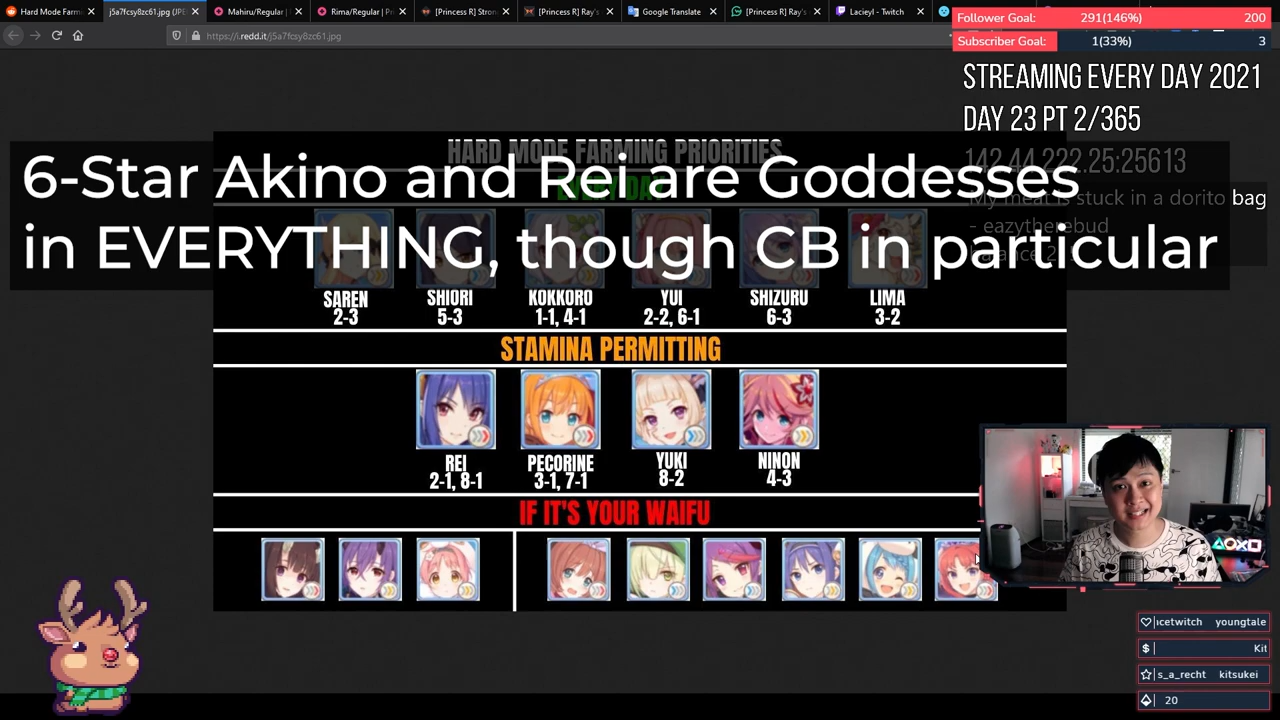 Hard Mode Farmi
j5a7fcsy8zc61.jpg (JPE
Mahiru/Regular | 
Rima/Regular | Pri
[Princess R] Stron
[Princess R] Ray's
Google Translate
[Princess R] Ray's
Lacieyl - Twitch
https://i.redd.it/j5a7fcsy8zc61.jpg
Follower Goal: 291(146%) 200
Subscriber Goal: 1(33%) 3
STREAMING EVERY DAY 2021
DAY 23 PT 2/365
142.44.222.25:25613
My meat is stuck in a dorito bag
- eazytherebud
HARD MODE FARMING PRIORITIES
EVERY DAY
6-Star Akino and Rei are Goddesses
in EVERYTHING, though CB in particular
SAREN SHIORI KOKKORO YUI SHIZURU LIMA
2-3 5-3 1-1, 4-1 2-2, 6-1 6-3 3-2
STAMINA PERMITTING
REI PECORINE YUKI NINON
2-1, 8-1 3-1, 7-1 8-2 4-3
IF IT'S YOUR WAIFU
icetwitch youngtale
$ Kit
s_a_recht kitsukei
20